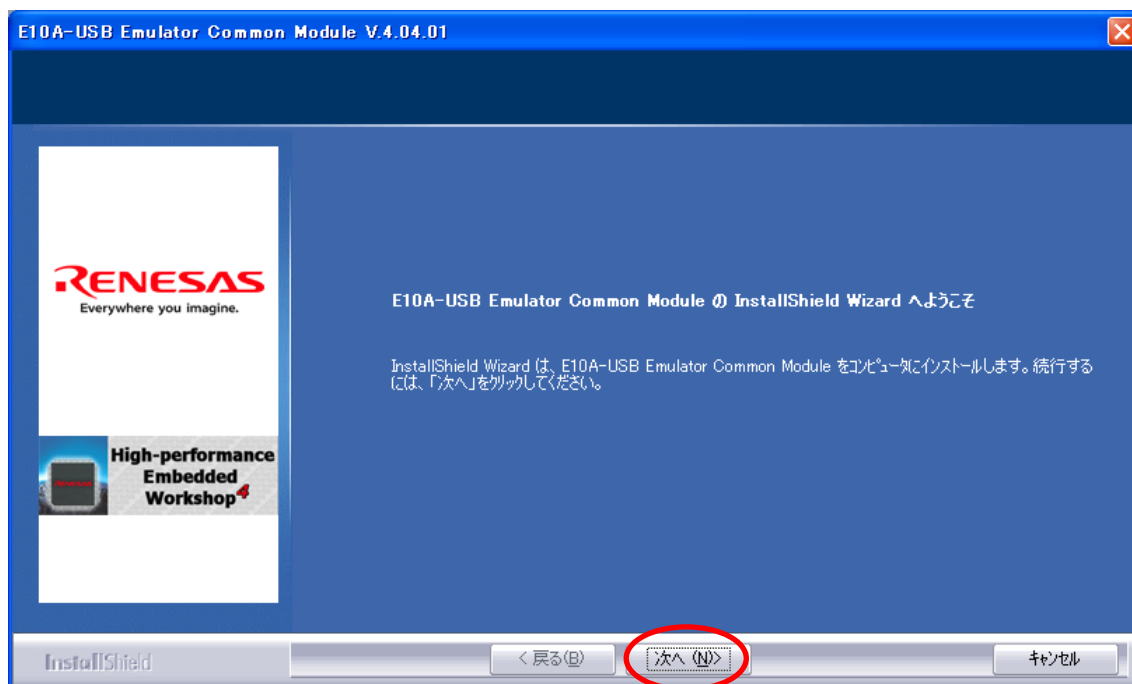 E10A-USB Emulator Common Module V.4.04.01
RENESAS
Everywhere you imagine.
E10A-USB Emulator Common Module の InstallShield Wizard へようこそ
InstallShield Wizard は、E10A-USB Emulator Common Module をｺﾝﾋﾟｭｰﾀにインストールします。続行する
には、「次へ」をｸﾘｯｸしてください。
High-performance
Embedded
Workshop4
InstallShield
< 戻る(B)
次へ (N)>
ｷｬﾝｾﾙ